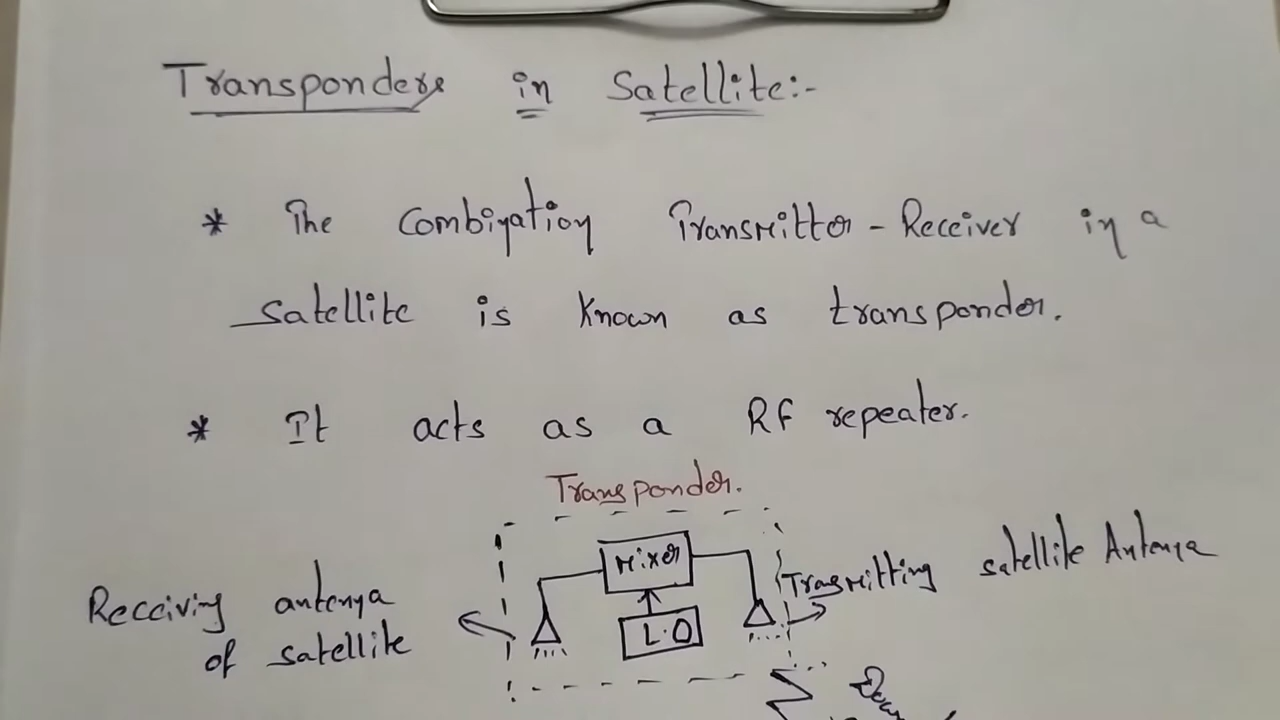 Transponders in Satellite:-
* The Combination Transmitter - Receiver in a
satellite is known as transponder.
* It acts as a RF repeater.
Transponder.
Mixer
L.O
Receiving antenna
of satellite
Trasmitting satellite Antenna